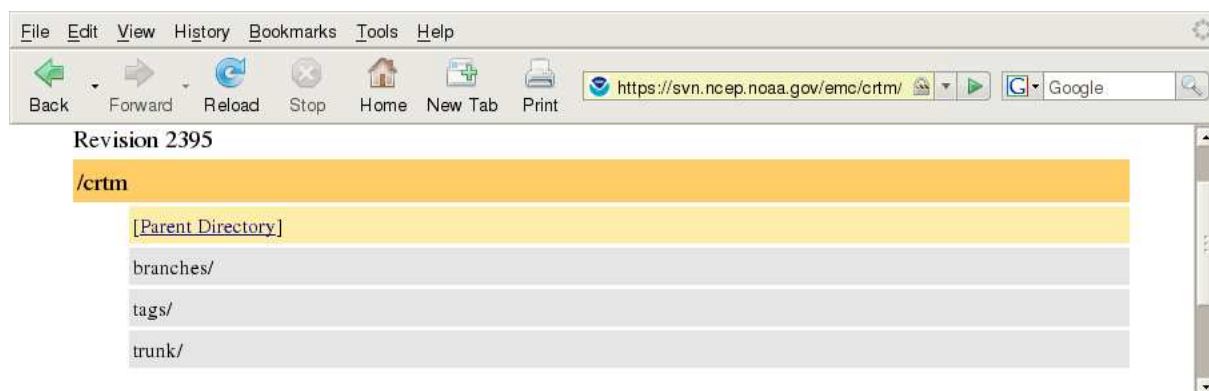 File Edit View History Bookmarks Tools Help
Back Forward Reload Stop Home New Tab Print https://svn.ncep.noaa.gov/emc/crtm/ G Google
Revision 2395
/crtm
[Parent Directory]
branches/
tags/
trunk/